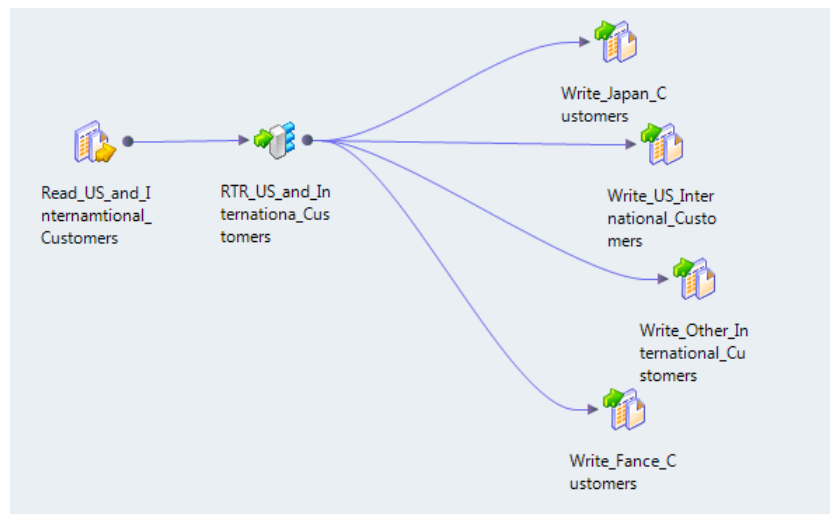 Read_US_and_I
nternamtional_
Customers
RTR_US_and_In
ternationa_Cus
tomers
Write_Japan_C
ustomers
Write_US_Inter
national_Custo
mers
Write_Other_In
ternational_Cu
stomers
Write_Fance_C
ustomers